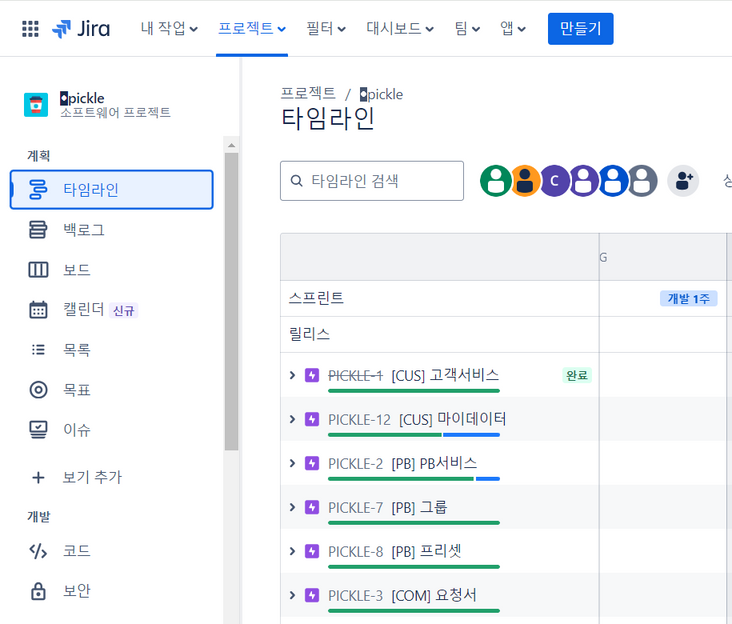 Jira 내 작업 프로젝트 필터 대시보드 팀 앱 만들기
pickle
소프트웨어 프로젝트
계획
타임라인
백로그
보드
캘린더 신규
목록
목표
이슈
보기 추가
개발
코드
보안
프로젝트 / pickle
타임라인
타임라인 검색
C
G
스프린트 개발 1주
릴리스
PICKLE-1 [CUS] 고객서비스 완료
PICKLE-12 [CUS] 마이데이터
PICKLE-2 [PB] PB서비스
PICKLE-7 [PB] 그룹
PICKLE-8 [PB] 프리셋
PICKLE-3 [COM] 요청서